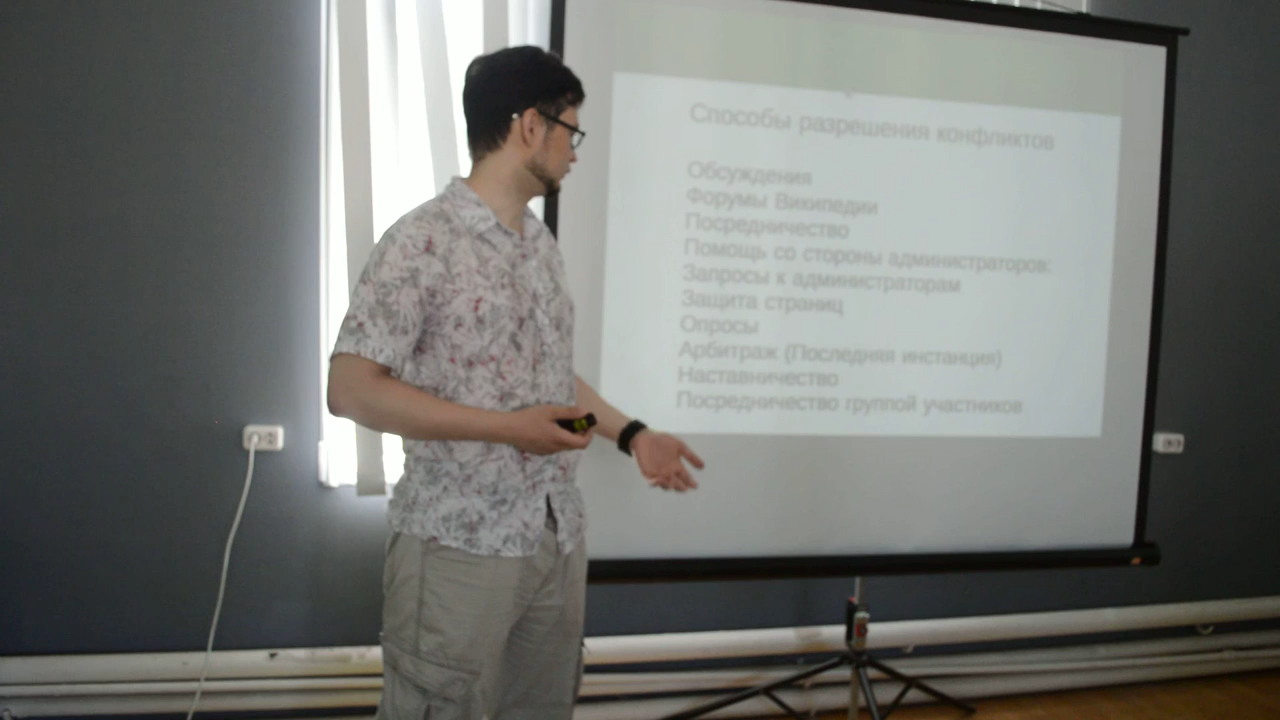 Способы разрешения конфликтов
Обсуждения
Форумы Википедии
Посредничество
Помощь со стороны администраторов:
Запросы к администраторам
Защита страниц
Опросы
Арбитраж (Последняя инстанция)
Наставничество
Посредничество группой участников